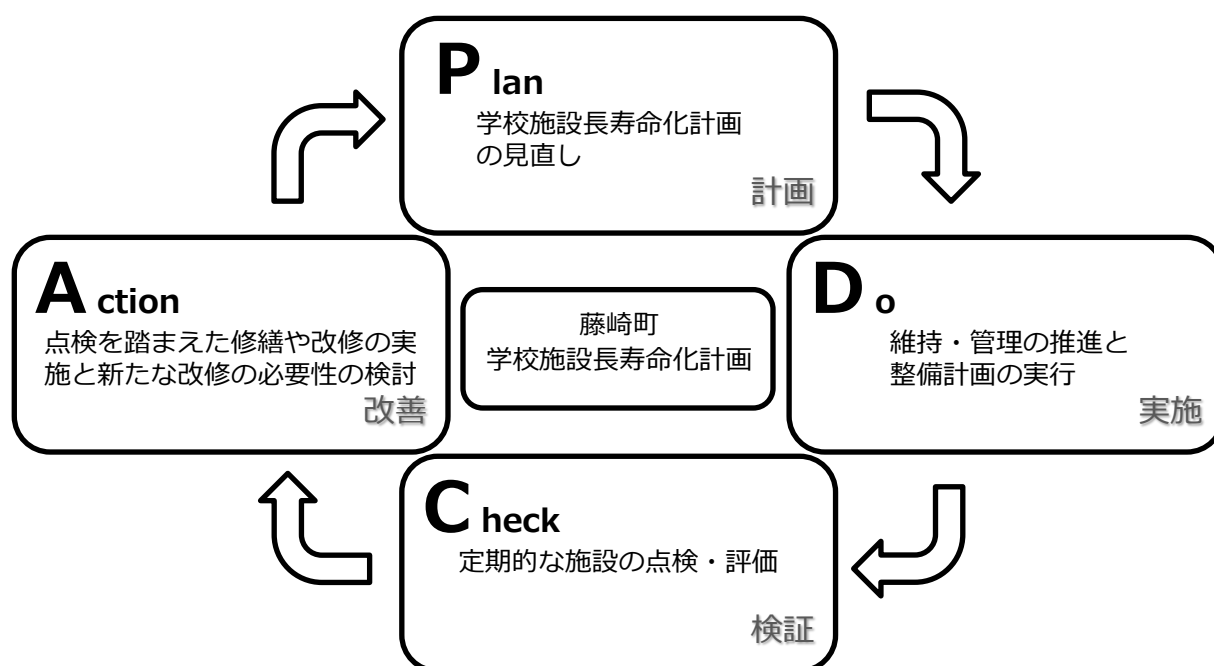 Plan
学校施設長寿命化計画
の見直し
計画
Action
点検を踏まえた修繕や改修の実
施と新たな改修の必要性の検討
改善
藤崎町
学校施設長寿命化計画
Do
維持・管理の推進と
整備計画の実行
実施
Check
定期的な施設の点検・評価
検証